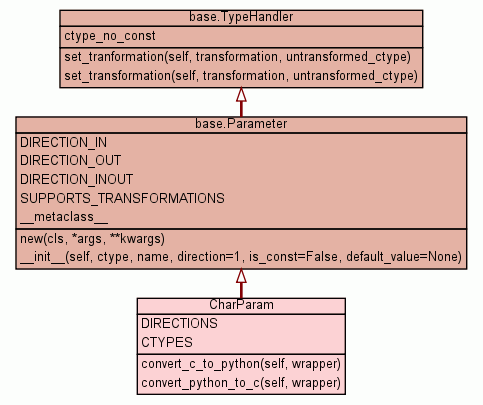 base.TypeHandler
ctype_no_const
set_tranformation(self, transformation, untransformed_ctype)
set_transformation(self, transformation, untransformed_ctype)
base.Parameter
DIRECTION_IN
DIRECTION_OUT
DIRECTION_INOUT
SUPPORTS_TRANSFORMATIONS
__metaclass__
new(cls, *args, **kwargs)
__init__(self, ctype, name, direction=1, is_const=False, default_value=None)
CharParam
DIRECTIONS
CTYPES
convert_c_to_python(self, wrapper)
convert_python_to_c(self, wrapper)